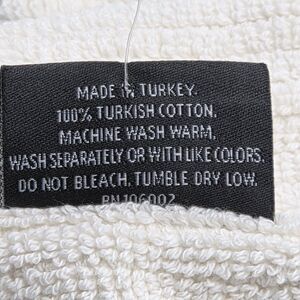 MADE IN TURKEY.
100% TURKISH COTTON.
MACHINE WASH WARM,
WASH SEPARATELY OR WITH LIKE COLORS.
DO NOT BLEACH. TUMBLE DRY LOW.
RN106002